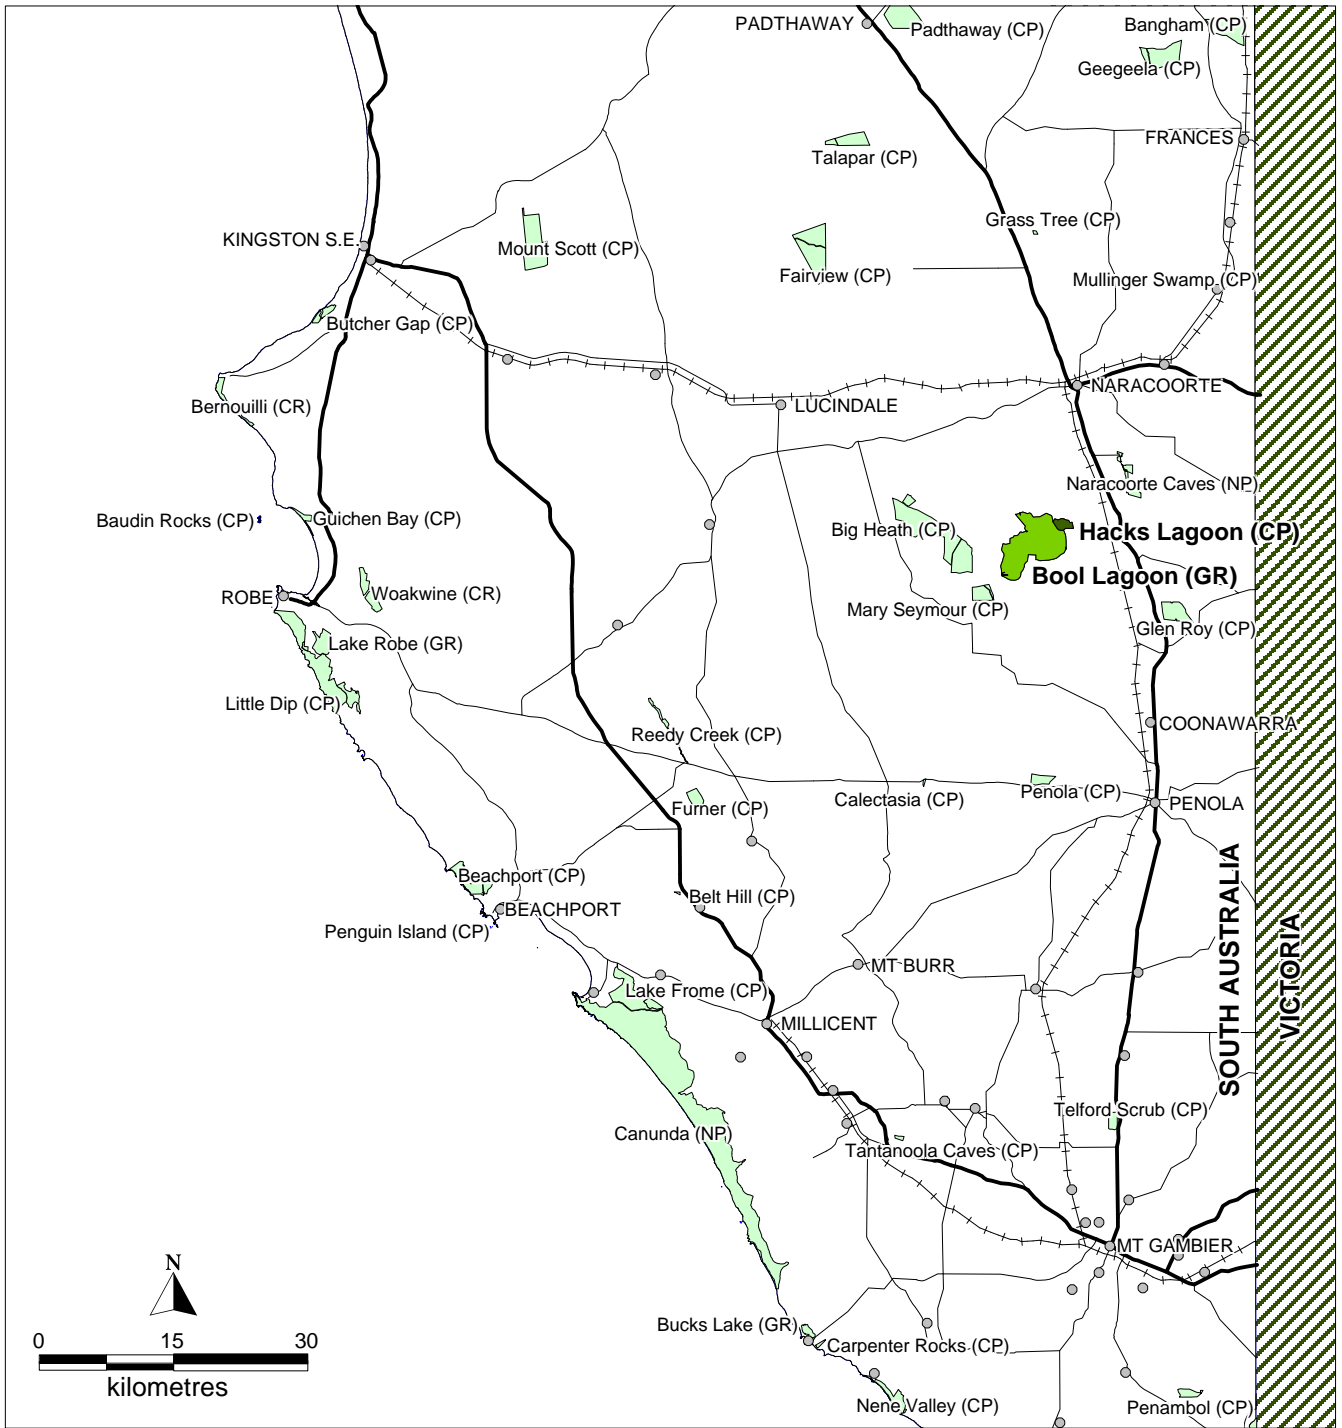 PADTHAWAY
Padthaway (CP)
Bangham (CP)
Geegeela (CP)
FRANCES
Talapar (CP)
Grass Tree (CP)
KINGSTON S.E.
Mount Scott (CP)
Fairview (CP)
Mullinger Swamp (CP)
Butcher Gap (CP)
NARACOORTE
Bernouilli (CR)
LUCINDALE
Naracoorte Caves (NP)
Baudin Rocks (CP)
Guichen Bay (CP)
Big Heath (CP)
Hacks Lagoon (CP)
Bool Lagoon (GR)
ROBE
Woakwine (CR)
Mary Seymour (CP)
Glen Roy (CP)
Lake Robe (GR)
Little Dip (CP)
COONAWARRA
Reedy Creek (CP)
Furner (CP)
Calectasia (CP)
Penola (CP)
PENOLA
Beachport (CP)
Belt Hill (CP)
BEACHPORT
Penguin Island (CP)
SOUTH AUSTRALIA
VICTORIA
MT BURR
Lake Frome (CP)
MILLICENT
Canunda (NP)
Telford Scrub (CP)
Tantanoola Caves (CP)
MT GAMBIER
N
Bucks Lake (GR)
Carpenter Rocks (CP)
0 15 30
kilometres
Nene Valley (CP)
Penambol (CP)